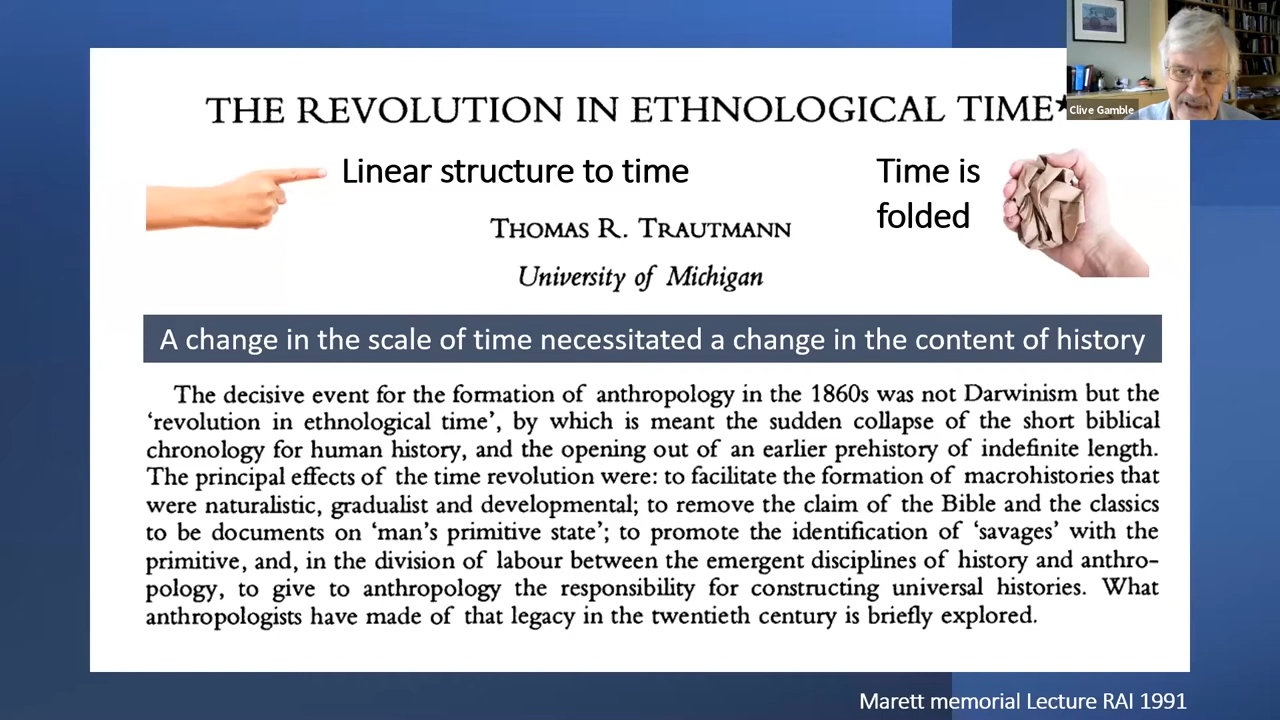 Clive Gamble
THE REVOLUTION IN ETHNOLOGICAL TIME*
Linear structure to time
Time is
folded
THOMAS R. TRAUTMANN
University of Michigan
A change in the scale of time necessitated a change in the content of history
The decisive event for the formation of anthropology in the 1860s was not Darwinism but the
‘revolution in ethnological time’, by which is meant the sudden collapse of the short biblical
chronology for human history, and the opening out of an earlier prehistory of indefinite length.
The principal effects of the time revolution were: to facilitate the formation of macrohistories that
were naturalistic, gradualist and developmental; to remove the claim of the Bible and the classics
to be documents on ‘man’s primitive state’; to promote the identification of ‘savages’ with the
primitive, and, in the division of labour between the emergent disciplines of history and anthro-
pology, to give to anthropology the responsibility for constructing universal histories. What
anthropologists have made of that legacy in the twentieth century is briefly explored.
Marett memorial Lecture RAI 1991